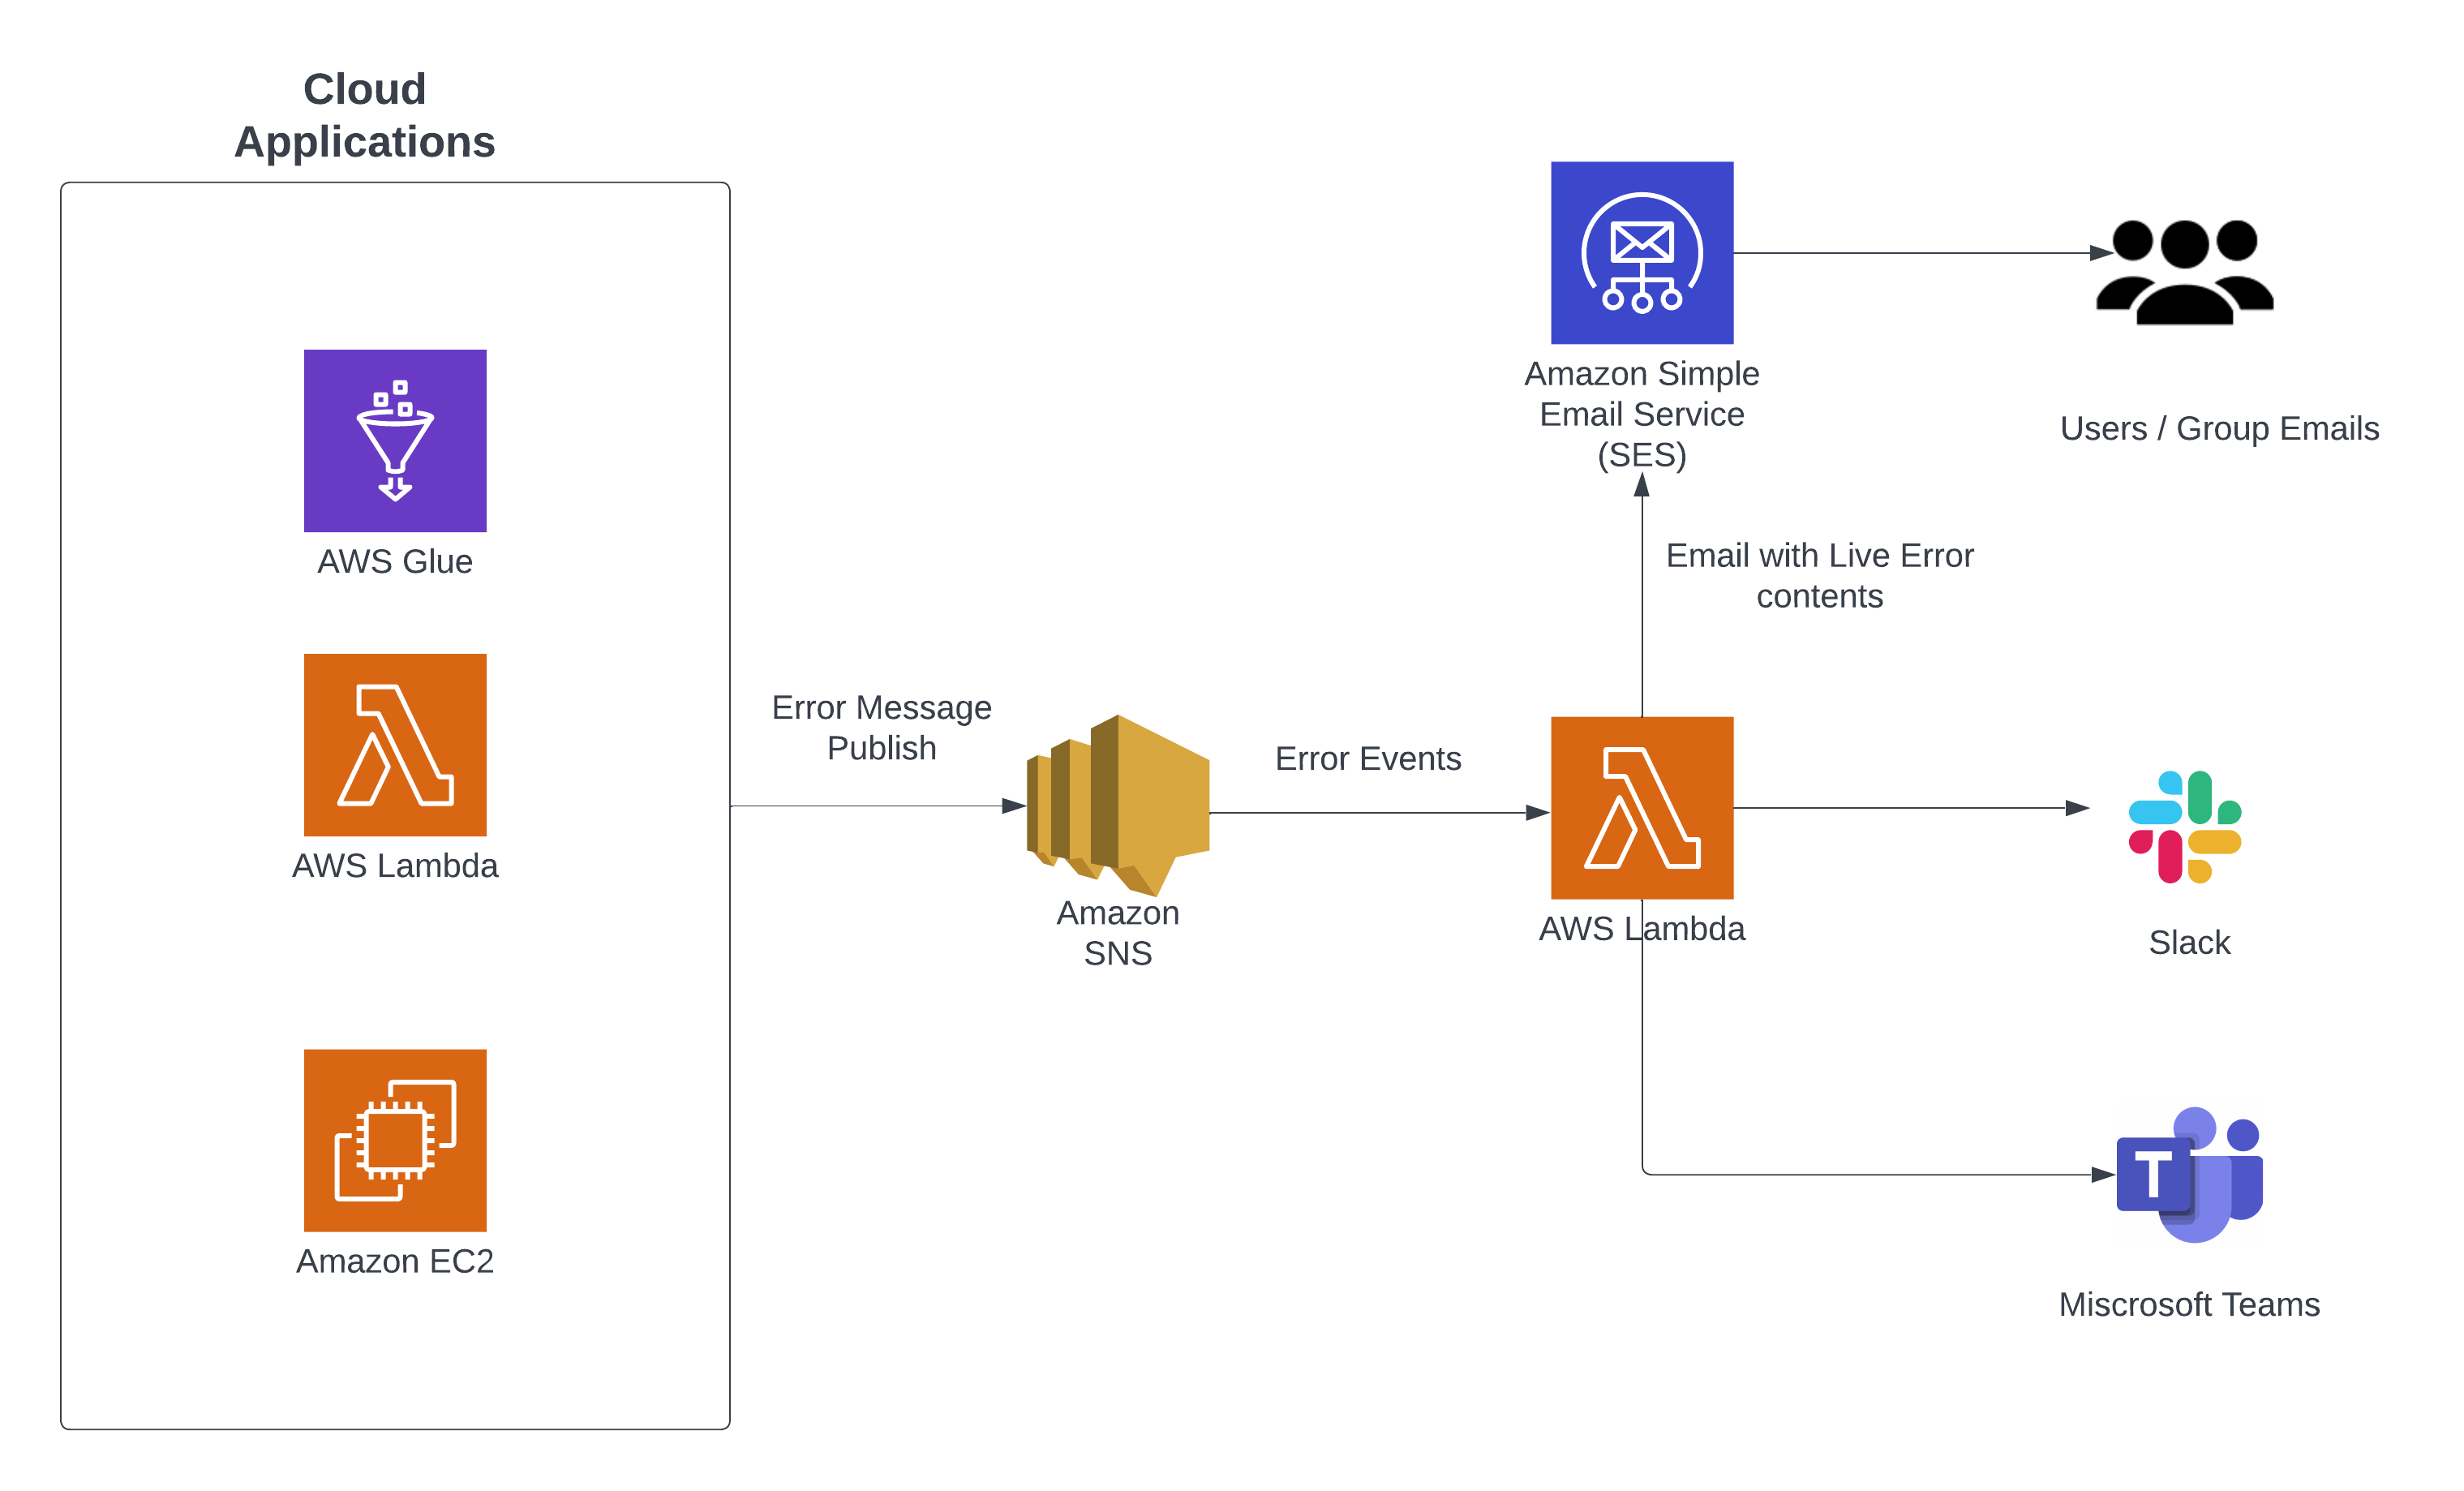 Cloud
Applications
AWS Glue
AWS Lambda
Amazon EC2
Error Message
Publish
Amazon
SNS
Error Events
AWS Lambda
Amazon Simple
Email Service
(SES)
Email with Live Error
contents
Users / Group Emails
Slack
T
Miscrosoft Teams